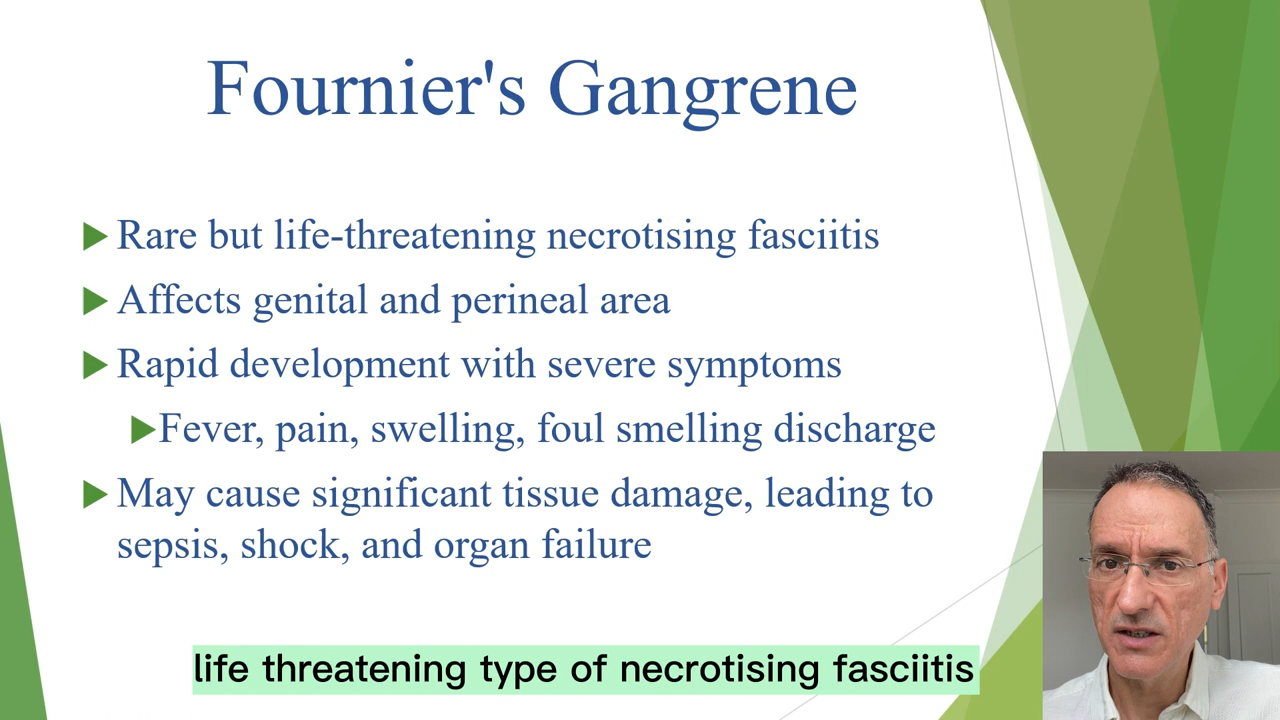 Fournier's Gangrene
Rare but life-threatening necrotising fasciitis
Affects genital and perineal area
Rapid development with severe symptoms
Fever, pain, swelling, foul smelling discharge
May cause significant tissue damage, leading to
sepsis, shock, and organ failure
life threatening type of necrotising fasciitis